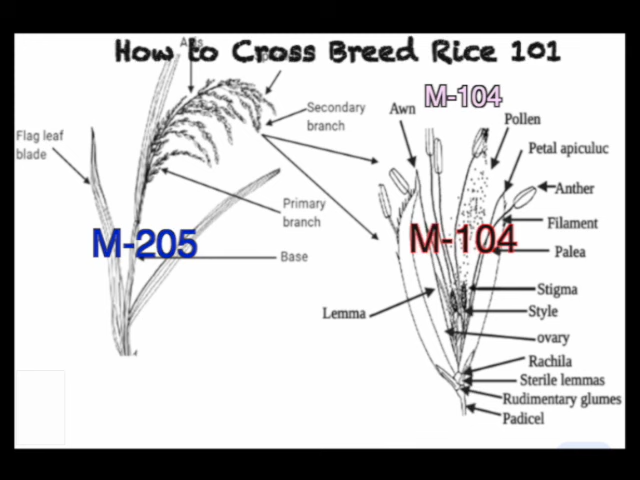 How to Cross Breed Rice 101
M-104
Awn
Pollen
Secondary
branch
Flag leaf
blade
Petal apiculuc
Anther
Primary
branch
Filament
M-205
M-104
Base
Palea
Stigma
Lemma
Style
ovary
Rachila
Sterile lemmas
Rudimentary glumes
Padicel